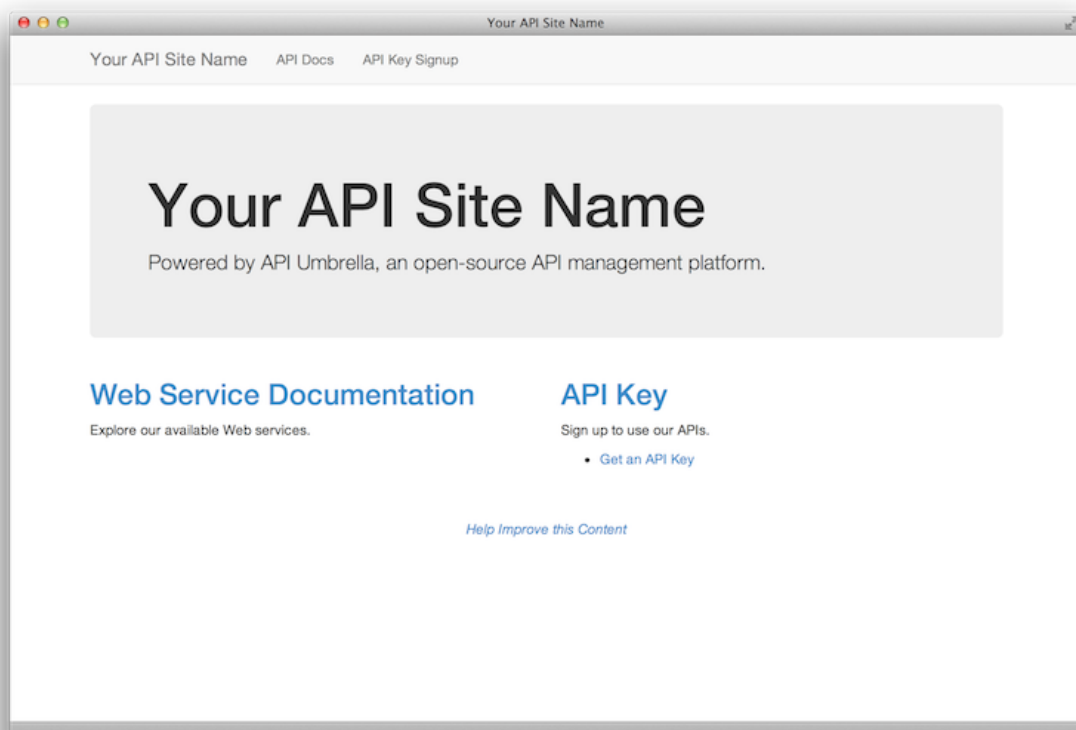 Your API Site Name
Your API Site Name API Docs API Key Signup
Your API Site Name
Powered by API Umbrella, an open-source API management platform.
Web Service Documentation
Explore our available Web services.
API Key
Sign up to use our APIs.
Get an API Key
Help Improve this Content